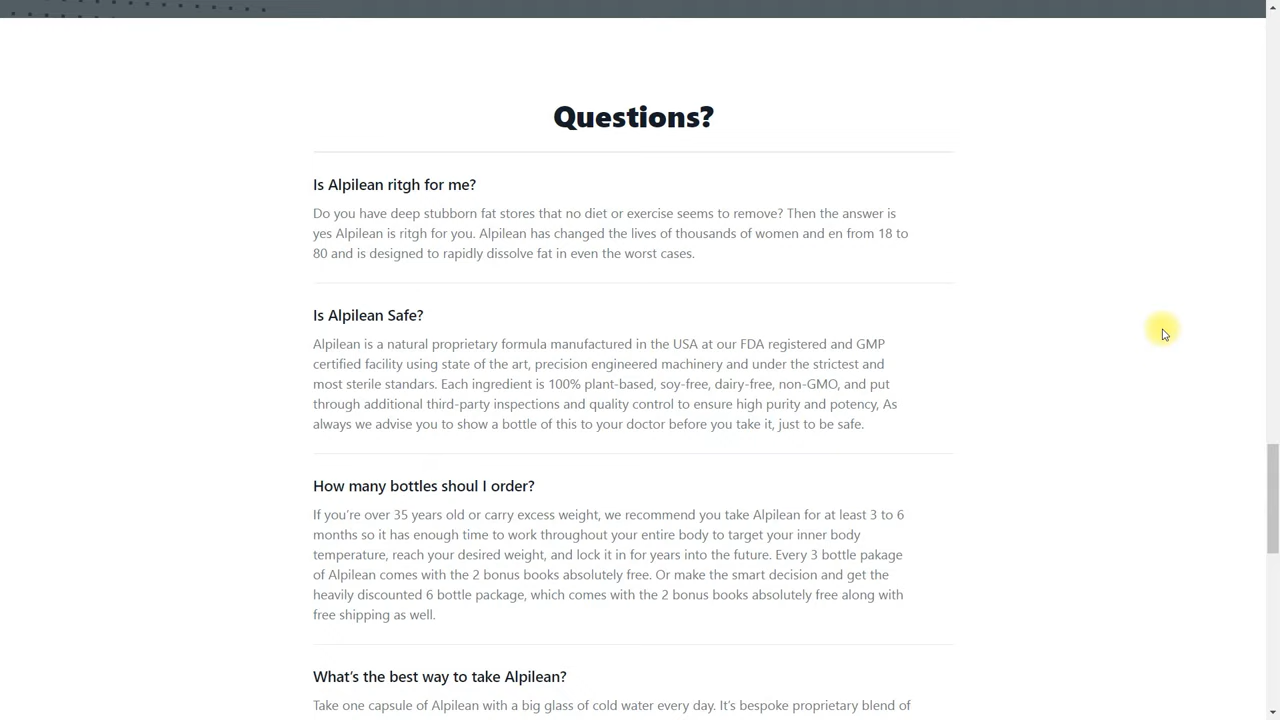 Questions?
Is Alpilean ritgh for me?
Do you have deep stubborn fat stores that no diet or exercise seems to remove? Then the answer is
yes Alpilean is ritgh for you. Alpilean has changed the lives of thousands of women and en from 18 to
80 and is designed to rapidly dissolve fat in even the worst cases.
Is Alpilean Safe?
Alpilean is a natural proprietary formula manufactured in the USA at our FDA registered and GMP
certified facility using state of the art, precision engineered machinery and under the strictest and
most sterile standars. Each ingredient is 100% plant-based, soy-free, dairy-free, non-GMO, and put
through additional third-party inspections and quality control to ensure high purity and potency, As
always we advise you to show a bottle of this to your doctor before you take it, just to be safe.
How many bottles shoul I order?
If you're over 35 years old or carry excess weight, we recommend you take Alpilean for at least 3 to 6
months so it has enough time to work throughout your entire body to target your inner body
temperature, reach your desired weight, and lock it in for years into the future. Every 3 bottle pakage
of Alpilean comes with the 2 bonus books absolutely free. Or make the smart decision and get the
heavily discounted 6 bottle package, which comes with the 2 bonus books absolutely free along with
free shipping as well.
What's the best way to take Alpilean?
Take one capsule of Alpilean with a big glass of cold water every day. It's bespoke proprietary blend of